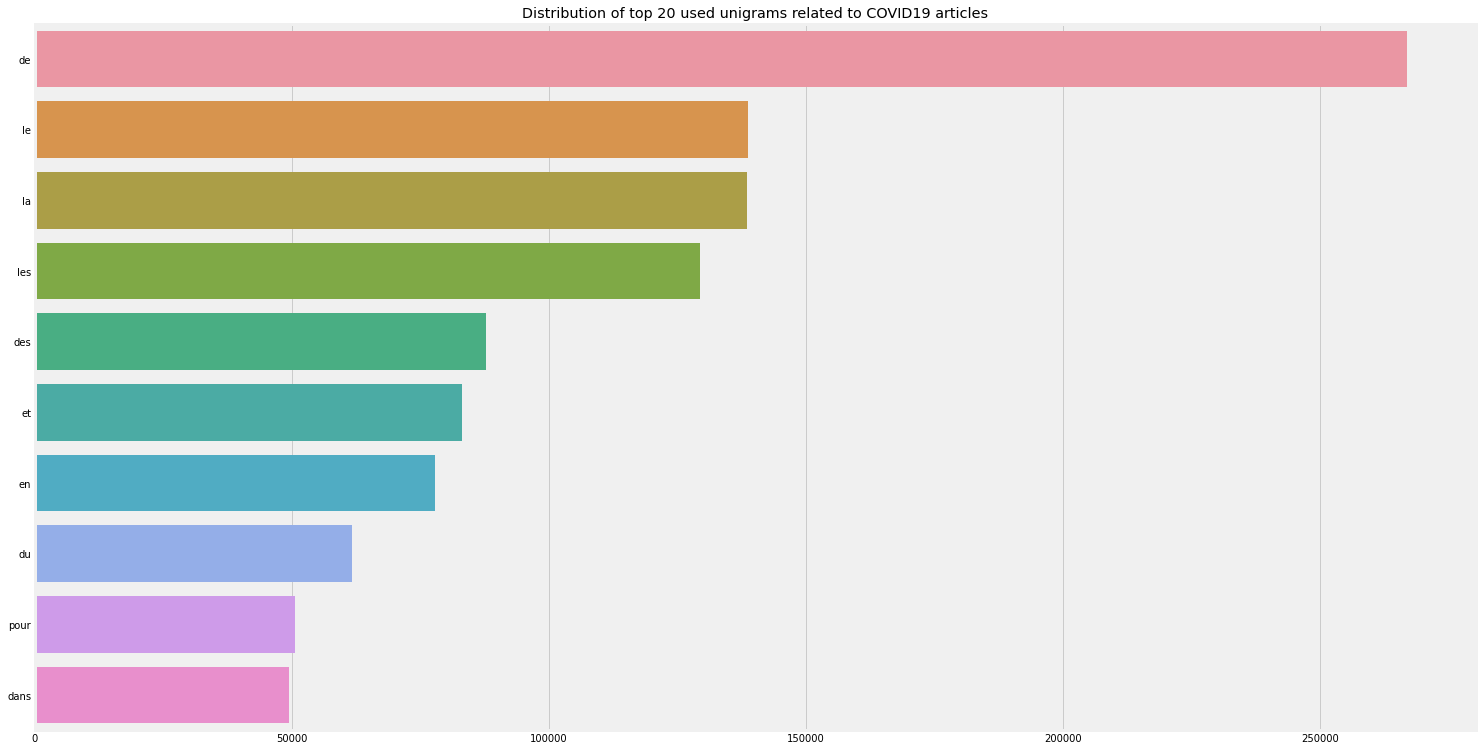 Distribution of top 20 used unigrams related to COVID19 articles
de
le
la
les
des
et
en
du
pour
dans
0 50000 100000 150000 200000 250000